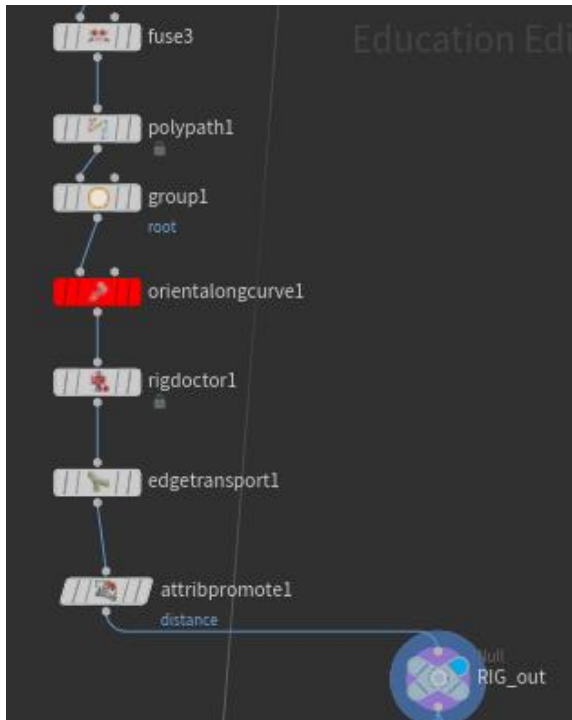 Education Edi
fuse3
polypath1
group1
root
orientalongcurve1
rigdoctor1
edgetransport1
attribpromote1
distance
Null
RIG_out